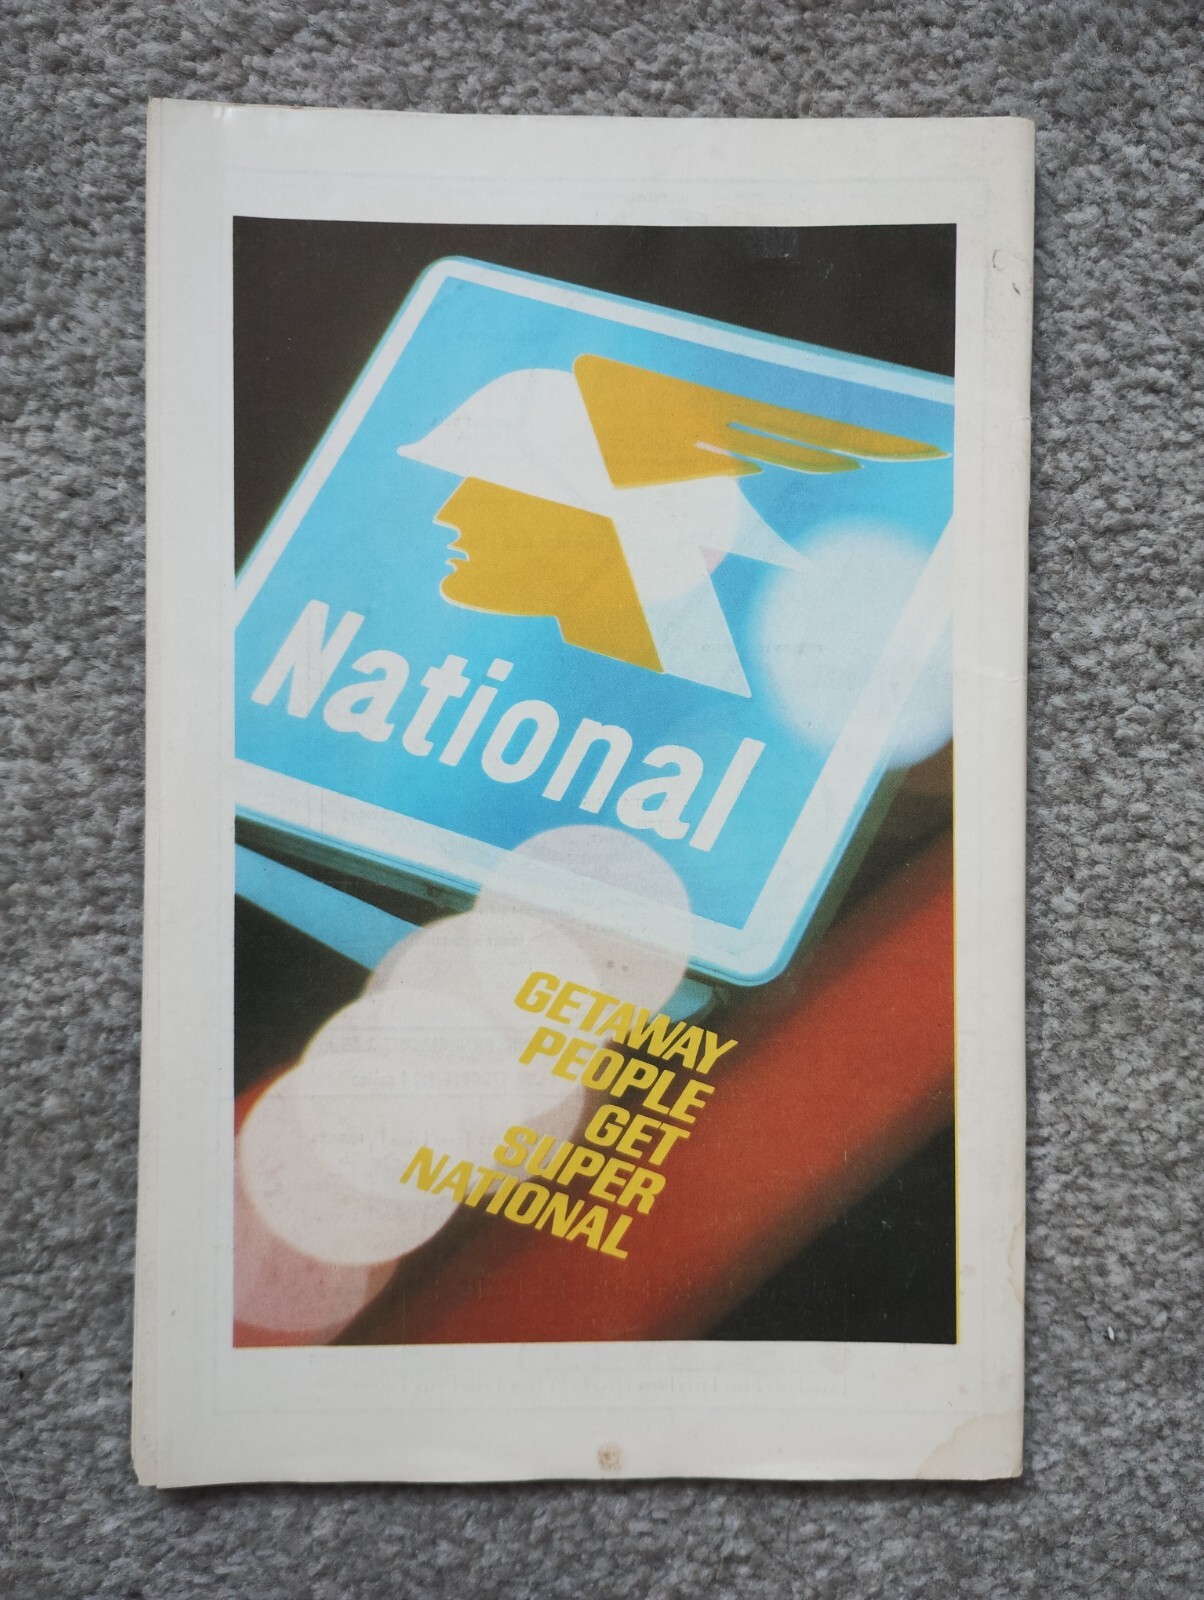 National
GETAWAY
PEOPLE
GET
SUPER
NATIONAL